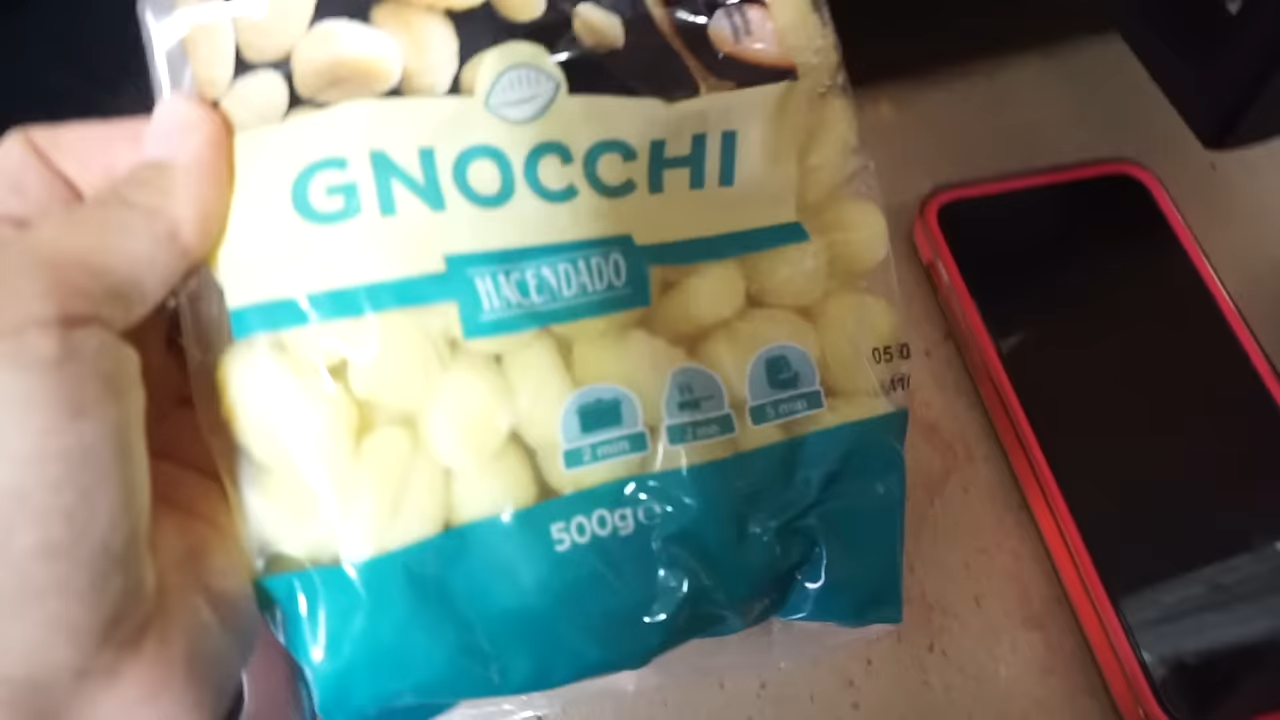 GNOCCHI
HACENDADO
2 min
2 min
5 min
500g e